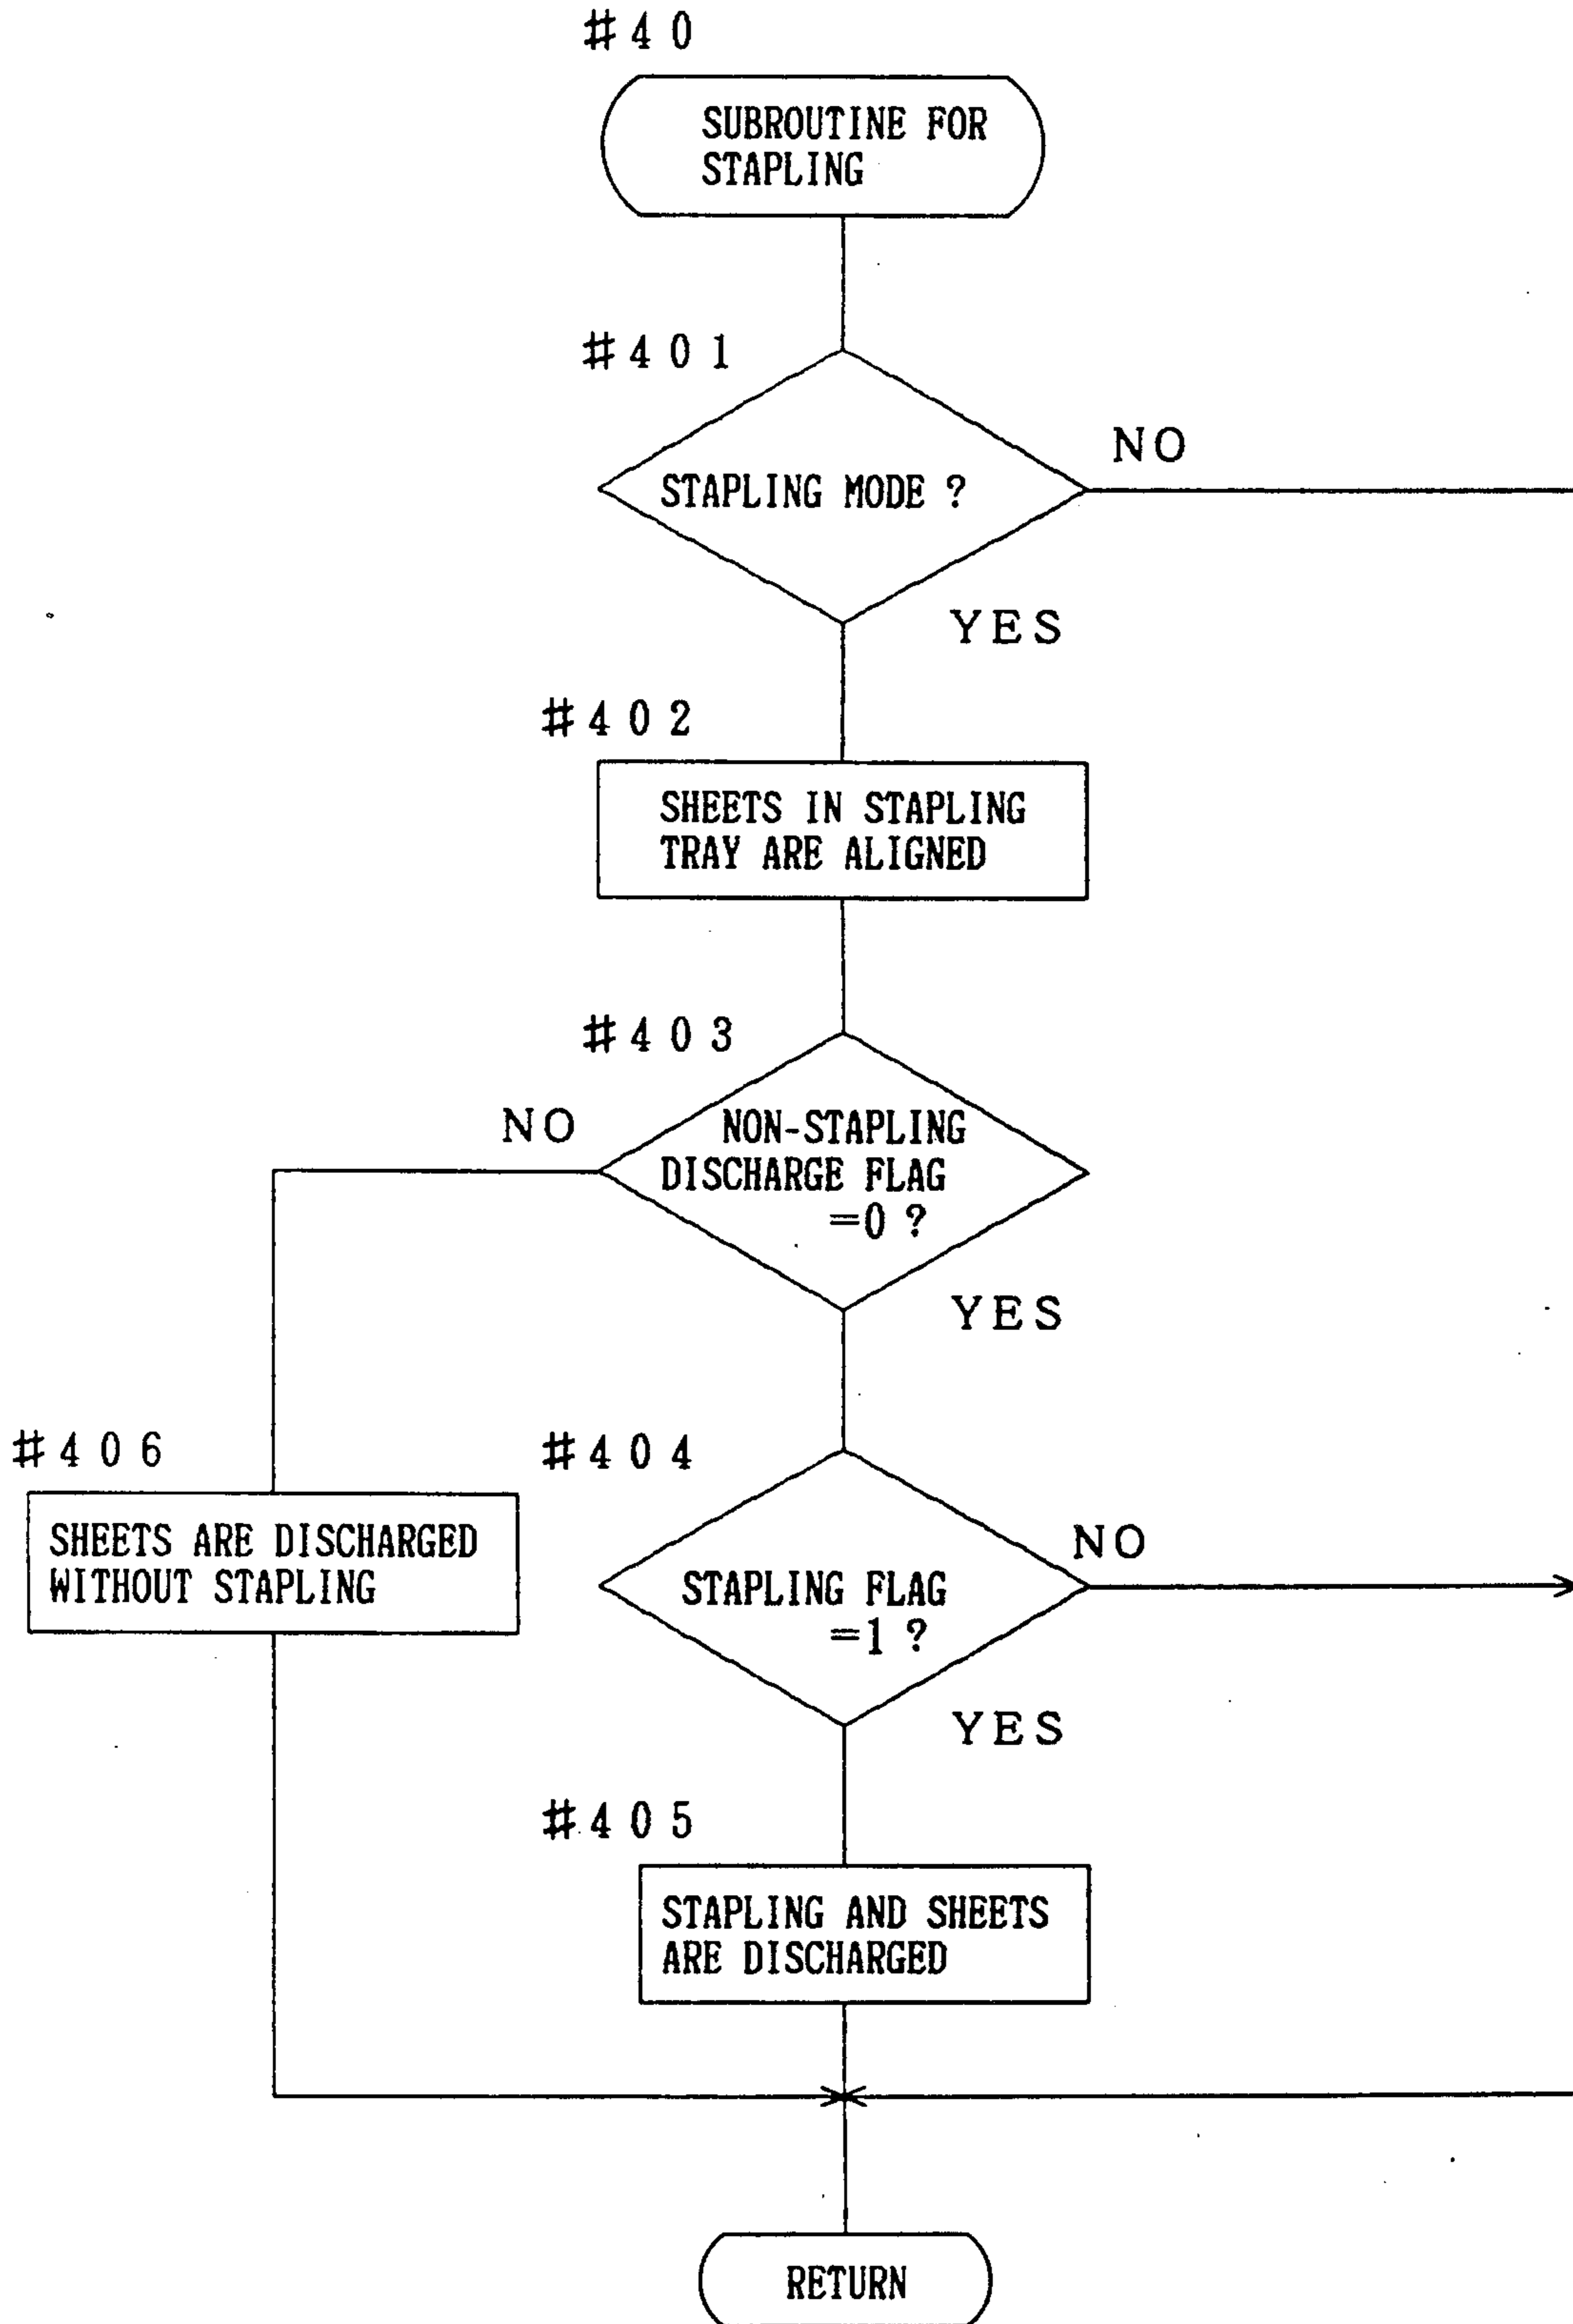 #40
SUBROUTINE FOR
STAPLING
#401
STAPLING MODE ?
NO
YES
#402
SHEETS IN STAPLING
TRAY ARE ALIGNED
#403
NON-STAPLING
DISCHARGE FLAG
=0 ?
NO
YES
#406
SHEETS ARE DISCHARGED
WITHOUT STAPLING
#404
STAPLING FLAG
=1 ?
NO
YES
#405
STAPLING AND SHEETS
ARE DISCHARGED
RETURN